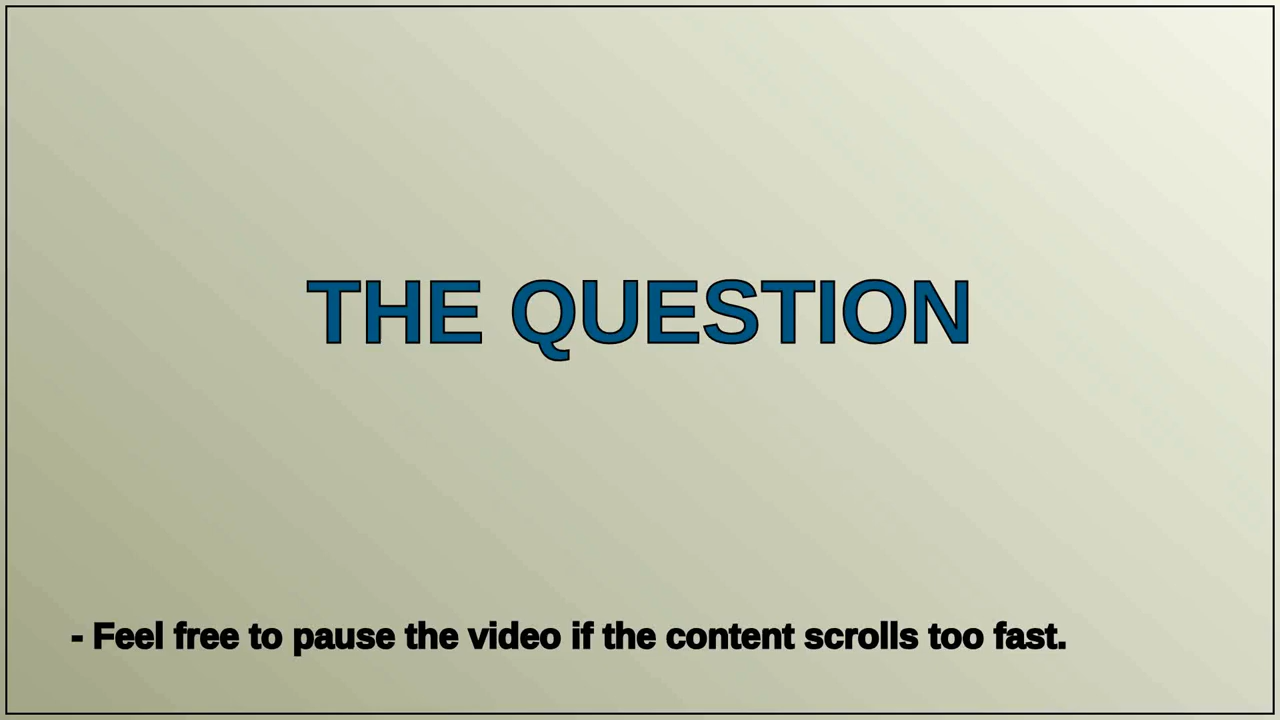 THE QUESTION
- Feel free to pause the video if the content scrolls too fast.